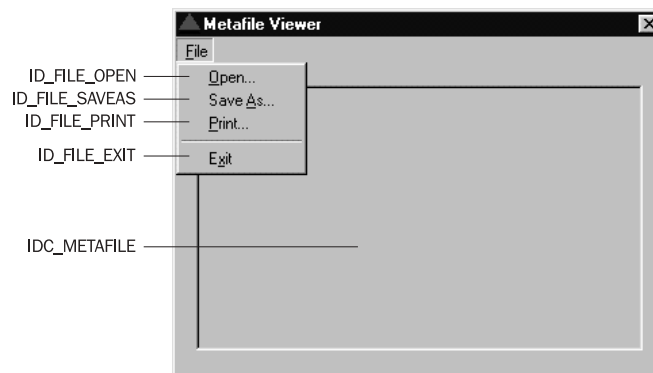 Metafile Viewer
File
ID_FILE_OPEN
Open...
ID_FILE_SAVEAS
Save As...
ID_FILE_PRINT
Print...
ID_FILE_EXIT
Exit
IDC_METAFILE